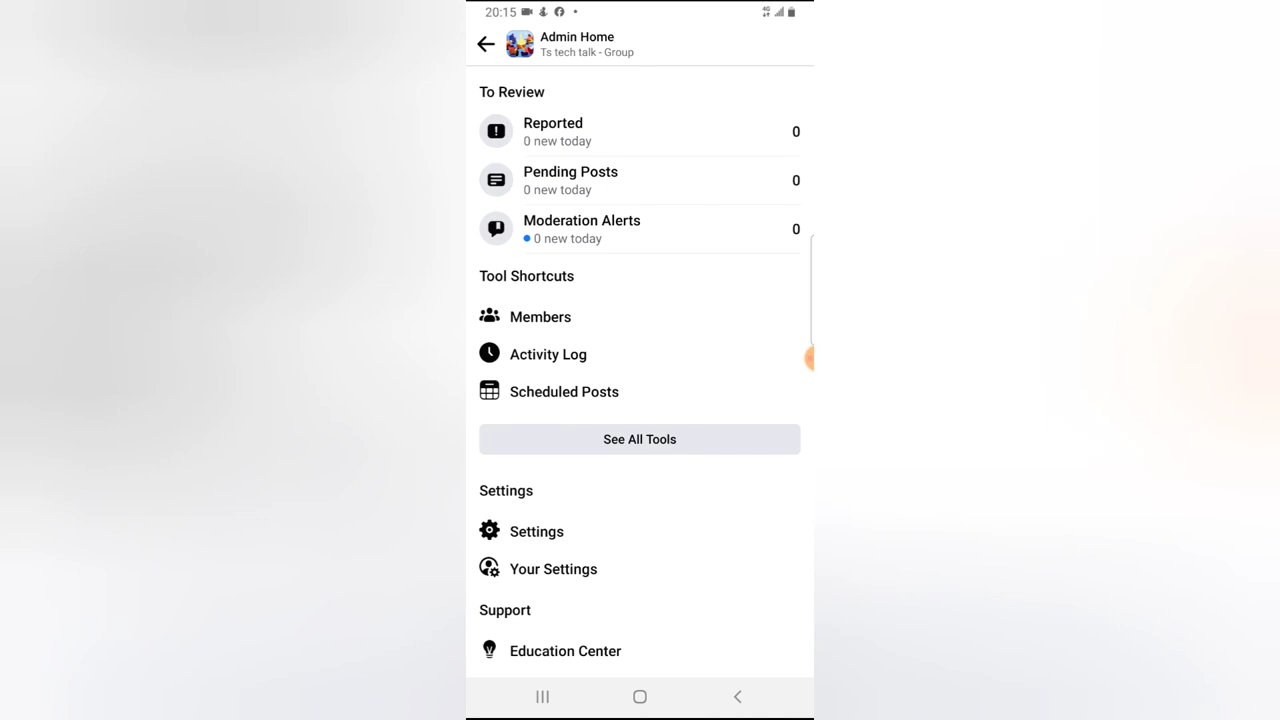 20:15
4G
Admin Home
Ts tech talk - Group
To Review
Reported
0 new today
0
Pending Posts
0 new today
0
Moderation Alerts
0 new today
0
Tool Shortcuts
Members
Activity Log
Scheduled Posts
See All Tools
Settings
Settings
Your Settings
Support
Education Center